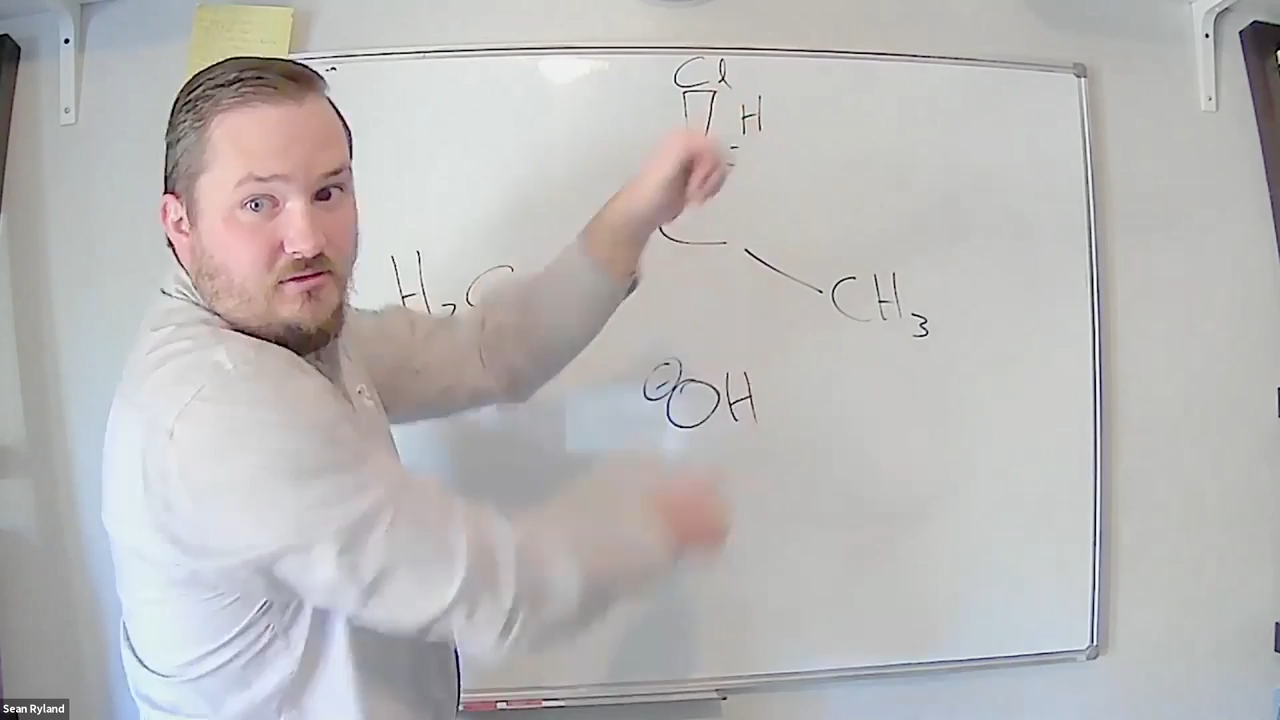 Cl
H
H₃C
C
CH₃
⊖OH
Sean Ryland